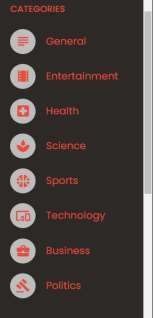 CATEGORIES
General
Entertainment
Health
Science
Sports
Technology
Business
Politics